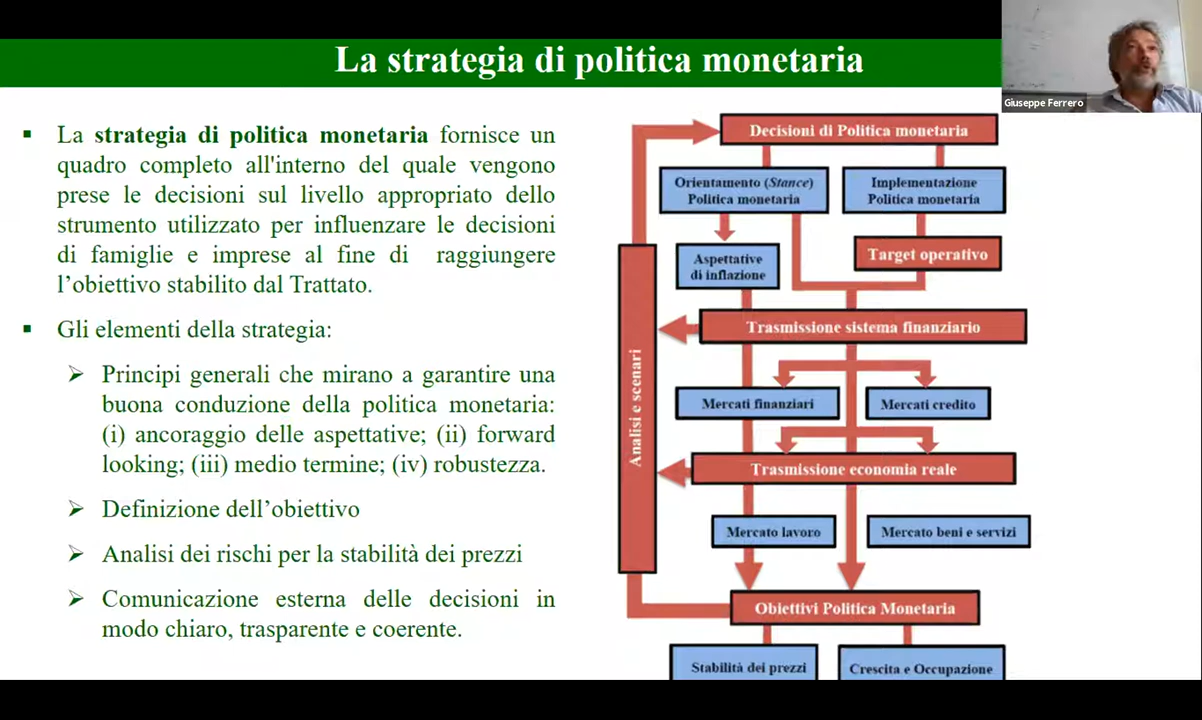 La strategia di politica monetaria
Giuseppe Ferrero
▪ La strategia di politica monetaria fornisce un
quadro completo all'interno del quale vengono
prese le decisioni sul livello appropriato dello
strumento utilizzato per influenzare le decisioni
di famiglie e imprese al fine di raggiungere
l’obiettivo stabilito dal Trattato.
▪ Gli elementi della strategia:
➢ Principi generali che mirano a garantire una
buona conduzione della politica monetaria:
(i) ancoraggio delle aspettative; (ii) forward
looking; (iii) medio termine; (iv) robustezza.
➢ Definizione dell’obiettivo
➢ Analisi dei rischi per la stabilità dei prezzi
➢ Comunicazione esterna delle decisioni in
modo chiaro, trasparente e coerente.
Decisioni di Politica monetaria
Orientamento (Stance)
Politica monetaria
Implementazione
Politica monetaria
Aspettative
di inflazione
Target operativo
Trasmissione sistema finanziario
Analisi e scenari
Mercati finanziari
Mercati credito
Trasmissione economia reale
Mercato lavoro
Mercato beni e servizi
Obiettivi Politica Monetaria
Stabilità dei prezzi
Crescita e Occupazione